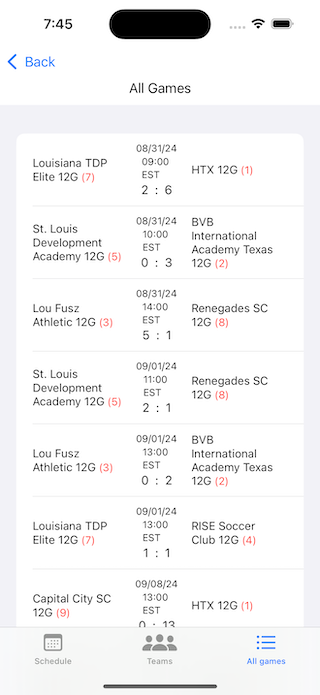 7:45
Back
All Games
08/31/24
Louisiana TDP 09:00
Elite 12G (7) EST HTX 12G (1)
2 : 6
08/31/24 BVB
St. Louis 10:00 International
Development EST Academy Texas
Academy 12G (5) 0 : 3 12G (2)
08/31/24
Lou Fusz 14:00 Renegades SC
Athletic 12G (3) EST 12G (8)
5 : 1
09/01/24
St. Louis 11:00 Renegades SC
Development EST 12G (8)
Academy 12G (5) 2 : 1
09/01/24 BVB
Lou Fusz 13:00 International
Athletic 12G (3) EST Academy Texas
0 : 2 12G (2)
09/01/24
Louisiana TDP 13:00 RISE Soccer
Elite 12G (7) EST Club 12G (4)
1 : 1
09/08/24
Capital City SC 13:00 HTX 12G (1)
12G (9) EST
0 : 13
Schedule Teams All games